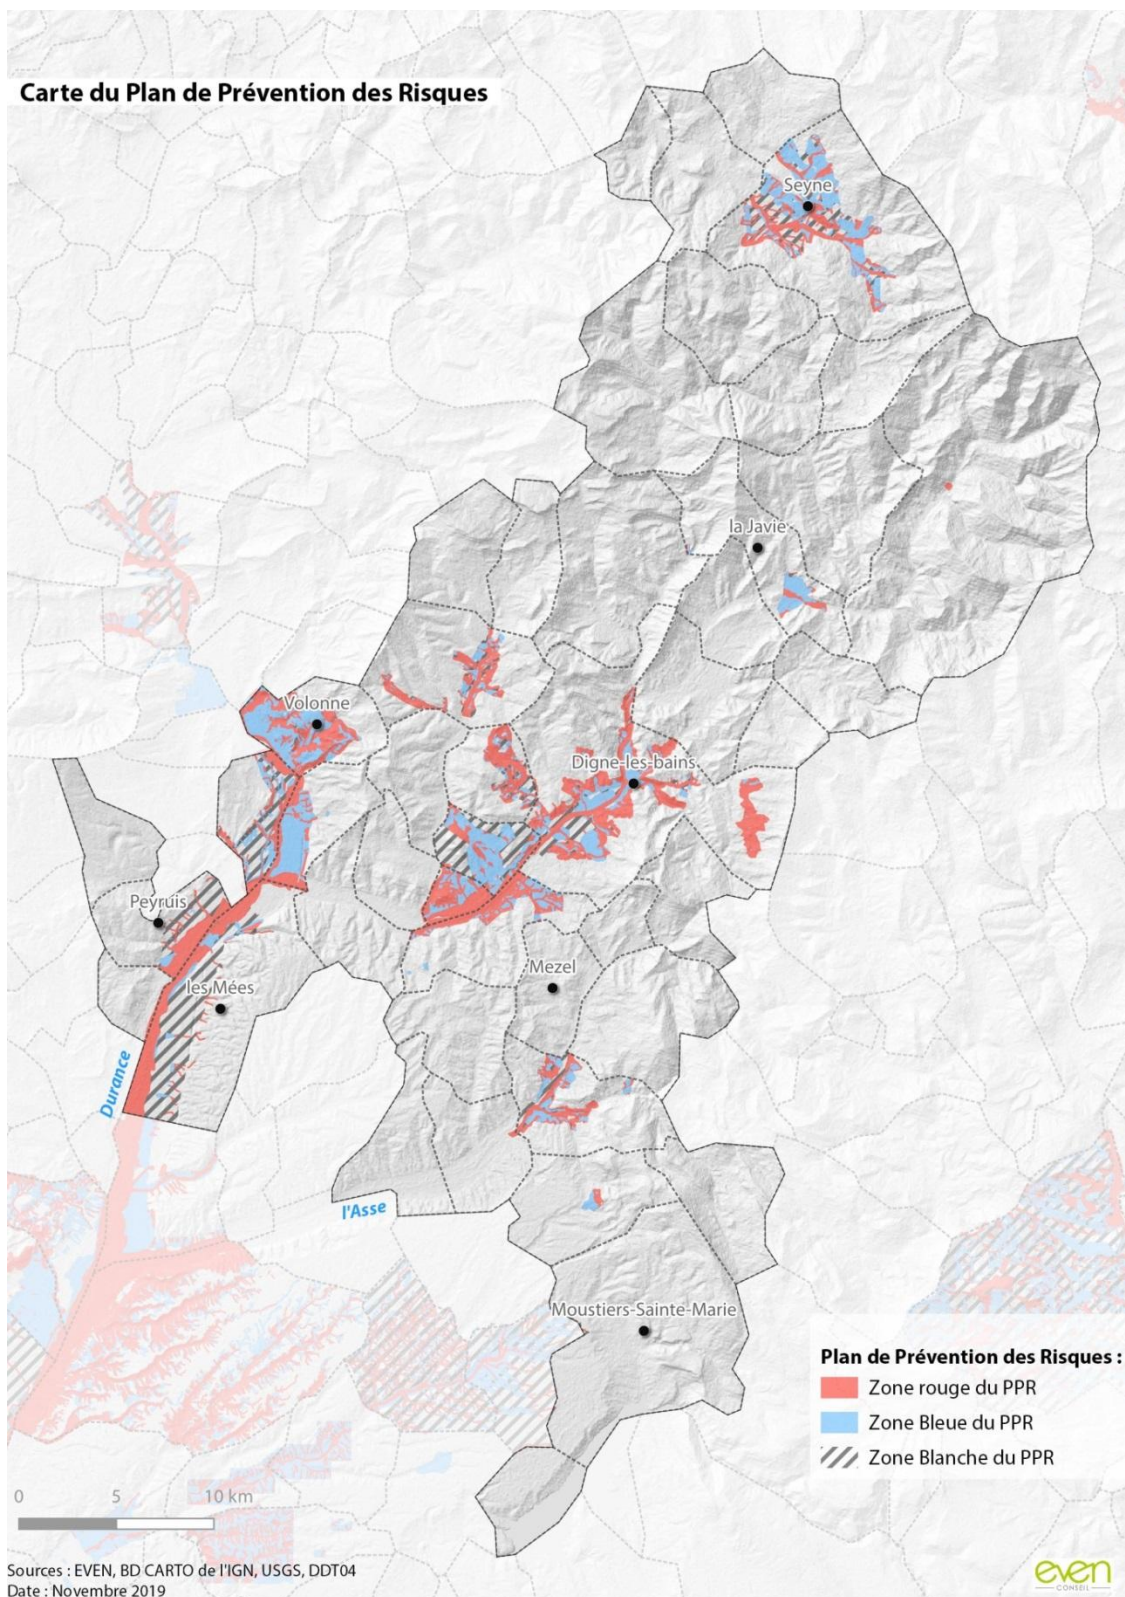 Carte du Plan de Prévention des Risques
Seyne
la Javie
Volonne
Digne-les-bains
Peyruis
Mezel
les Mées
Durance
l'Asse
Moustiers-Sainte-Marie
Plan de Prévention des Risques :
Zone rouge du PPR
Zone Bleue du PPR
Zone Blanche du PPR
0 5 10 km
Sources : EVEN, BD CARTO de l'IGN, USGS, DDT04
Date : Novembre 2019
even
CONSEIL